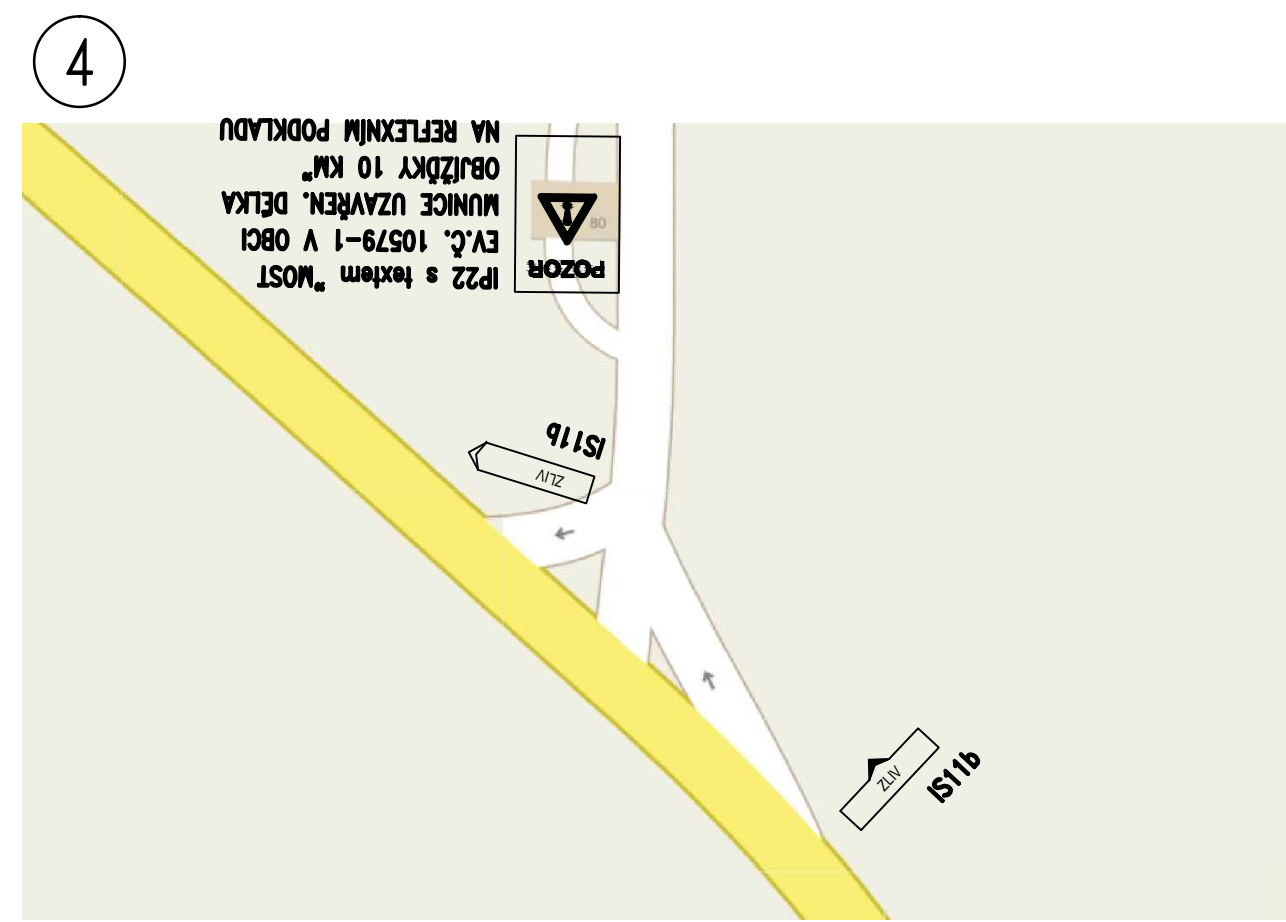 4
IP22 s textem "MOST
EV.Č. 10579-1 V OBCI
MUNICE UZAVŘEN. DÉLKA
OBJÍŽĎKY 10 KM"
NA REFLEXNÍM PODKLADU
POZOR
80
IS11b
ZLIV
ZLIV
IS11b